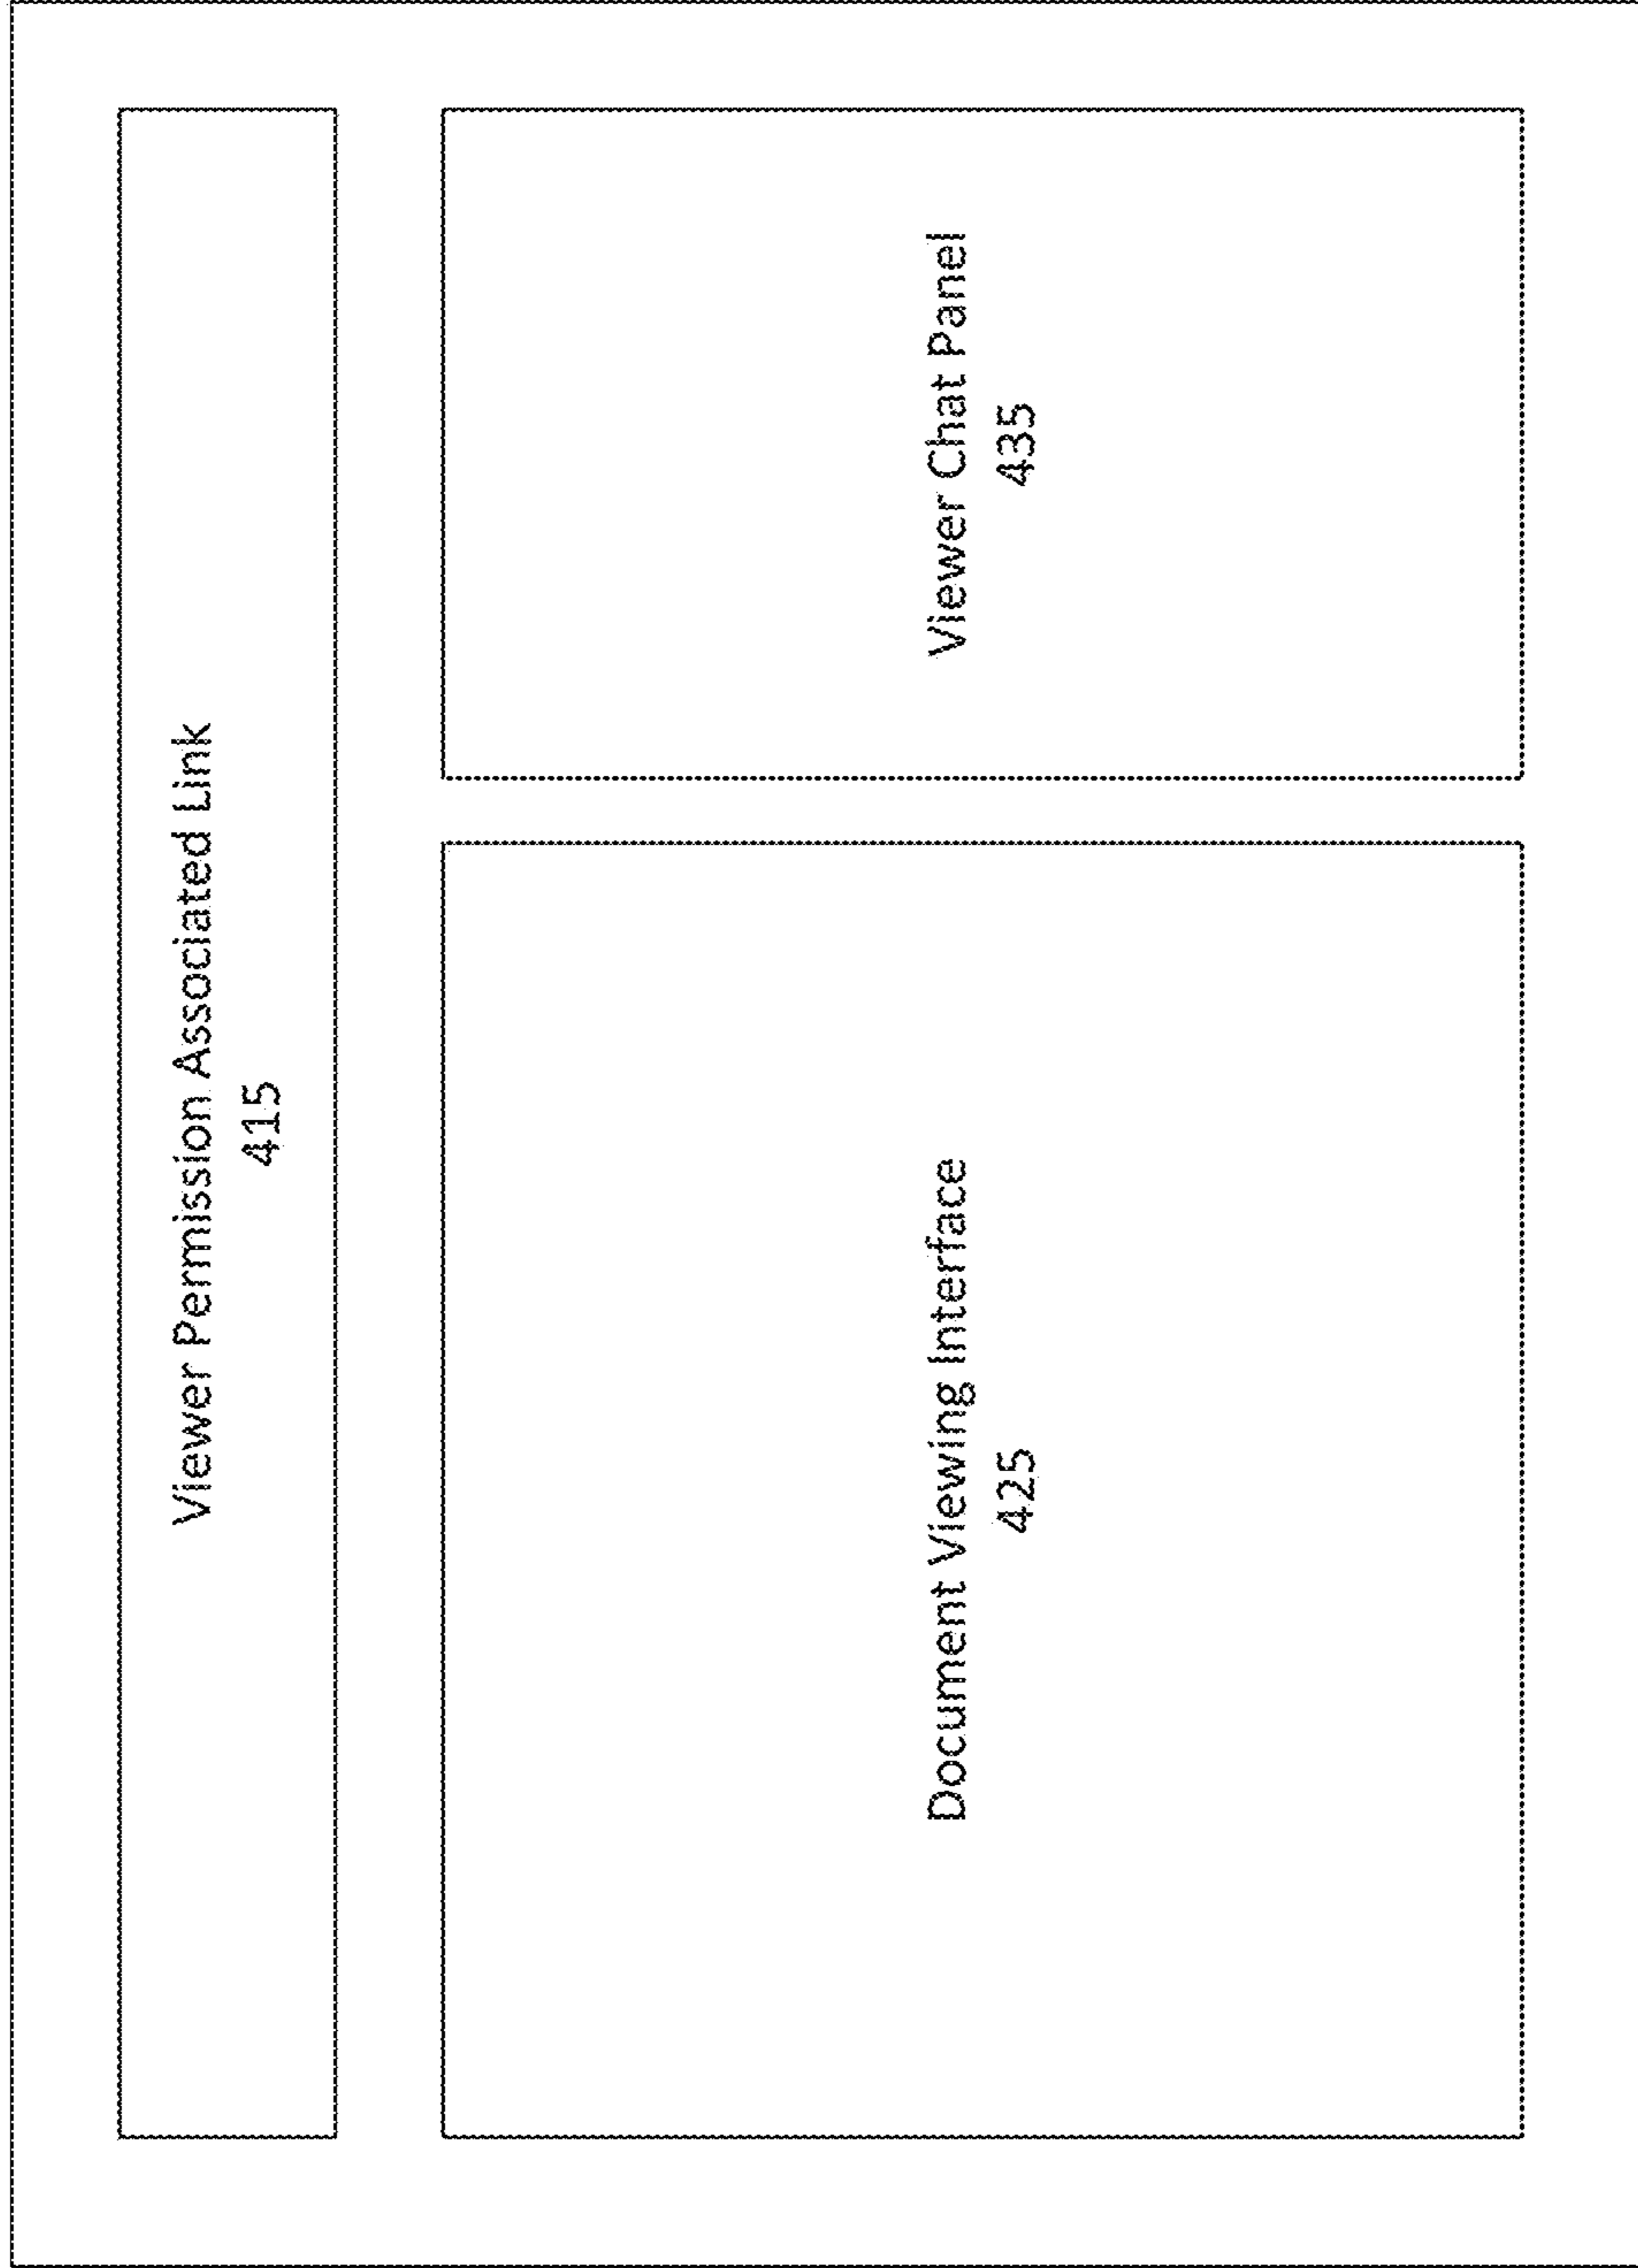 Viewer Permission Associated Link
415
Document Viewing Interface
425
Viewer Chat Panel
435